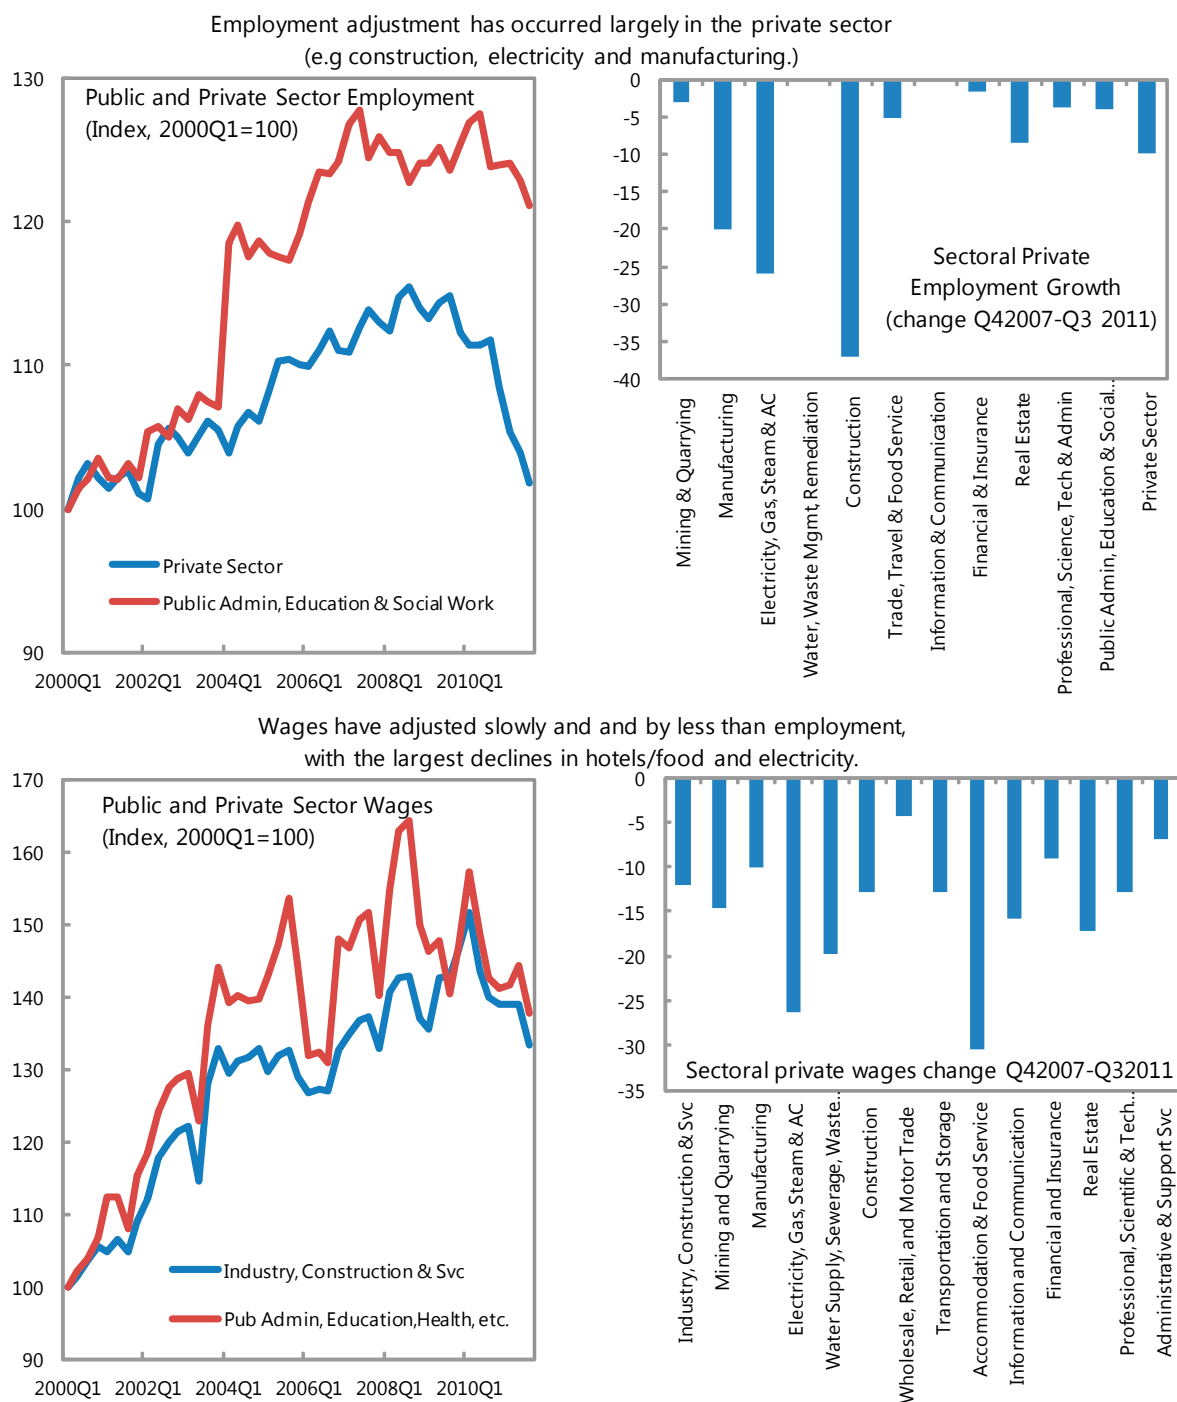 Employment adjustment has occurred largely in the private sector
(e.g construction, electricity and manufacturing.)
130
120
110
100
90
Public and Private Sector Employment
(Index, 2000Q1=100)
Private Sector
Public Admin, Education & Social Work
2000Q1 2002Q1 2004Q1 2006Q1 2008Q1 2010Q1
0
-5
-10
-15
-20
-25
-30
-35
-40
Sectoral Private
Employment Growth
(change Q42007-Q3 2011)
Mining & Quarrying
Manufacturing
Electricity, Gas, Steam & AC
Water, Waste Mgmt, Remediation
Construction
Trade, Travel & Food Service
Information & Communication
Financial & Insurance
Real Estate
Professional, Science, Tech & Admin
Public Admin, Education & Social...
Private Sector
Wages have adjusted slowly and and by less than employment,
with the largest declines in hotels/food and electricity.
170
160
150
140
130
120
110
100
90
Public and Private Sector Wages
(Index, 2000Q1=100)
Industry, Construction & Svc
Pub Admin, Education,Health, etc.
2000Q1 2002Q1 2004Q1 2006Q1 2008Q1 2010Q1
0
-5
-10
-15
-20
-25
-30
-35
Sectoral private wages change Q42007-Q32011
Industry, Construction & Svc
Mining and Quarrying
Manufacturing
Electricity, Gas, Steam & AC
Water Supply, Sewerage, Waste...
Construction
Wholesale, Retail, and Motor Trade
Transportation and Storage
Accommodation & Food Service
Information and Communication
Financial and Insurance
Real Estate
Professional, Scientific & Tech...
Administrative & Support Svc